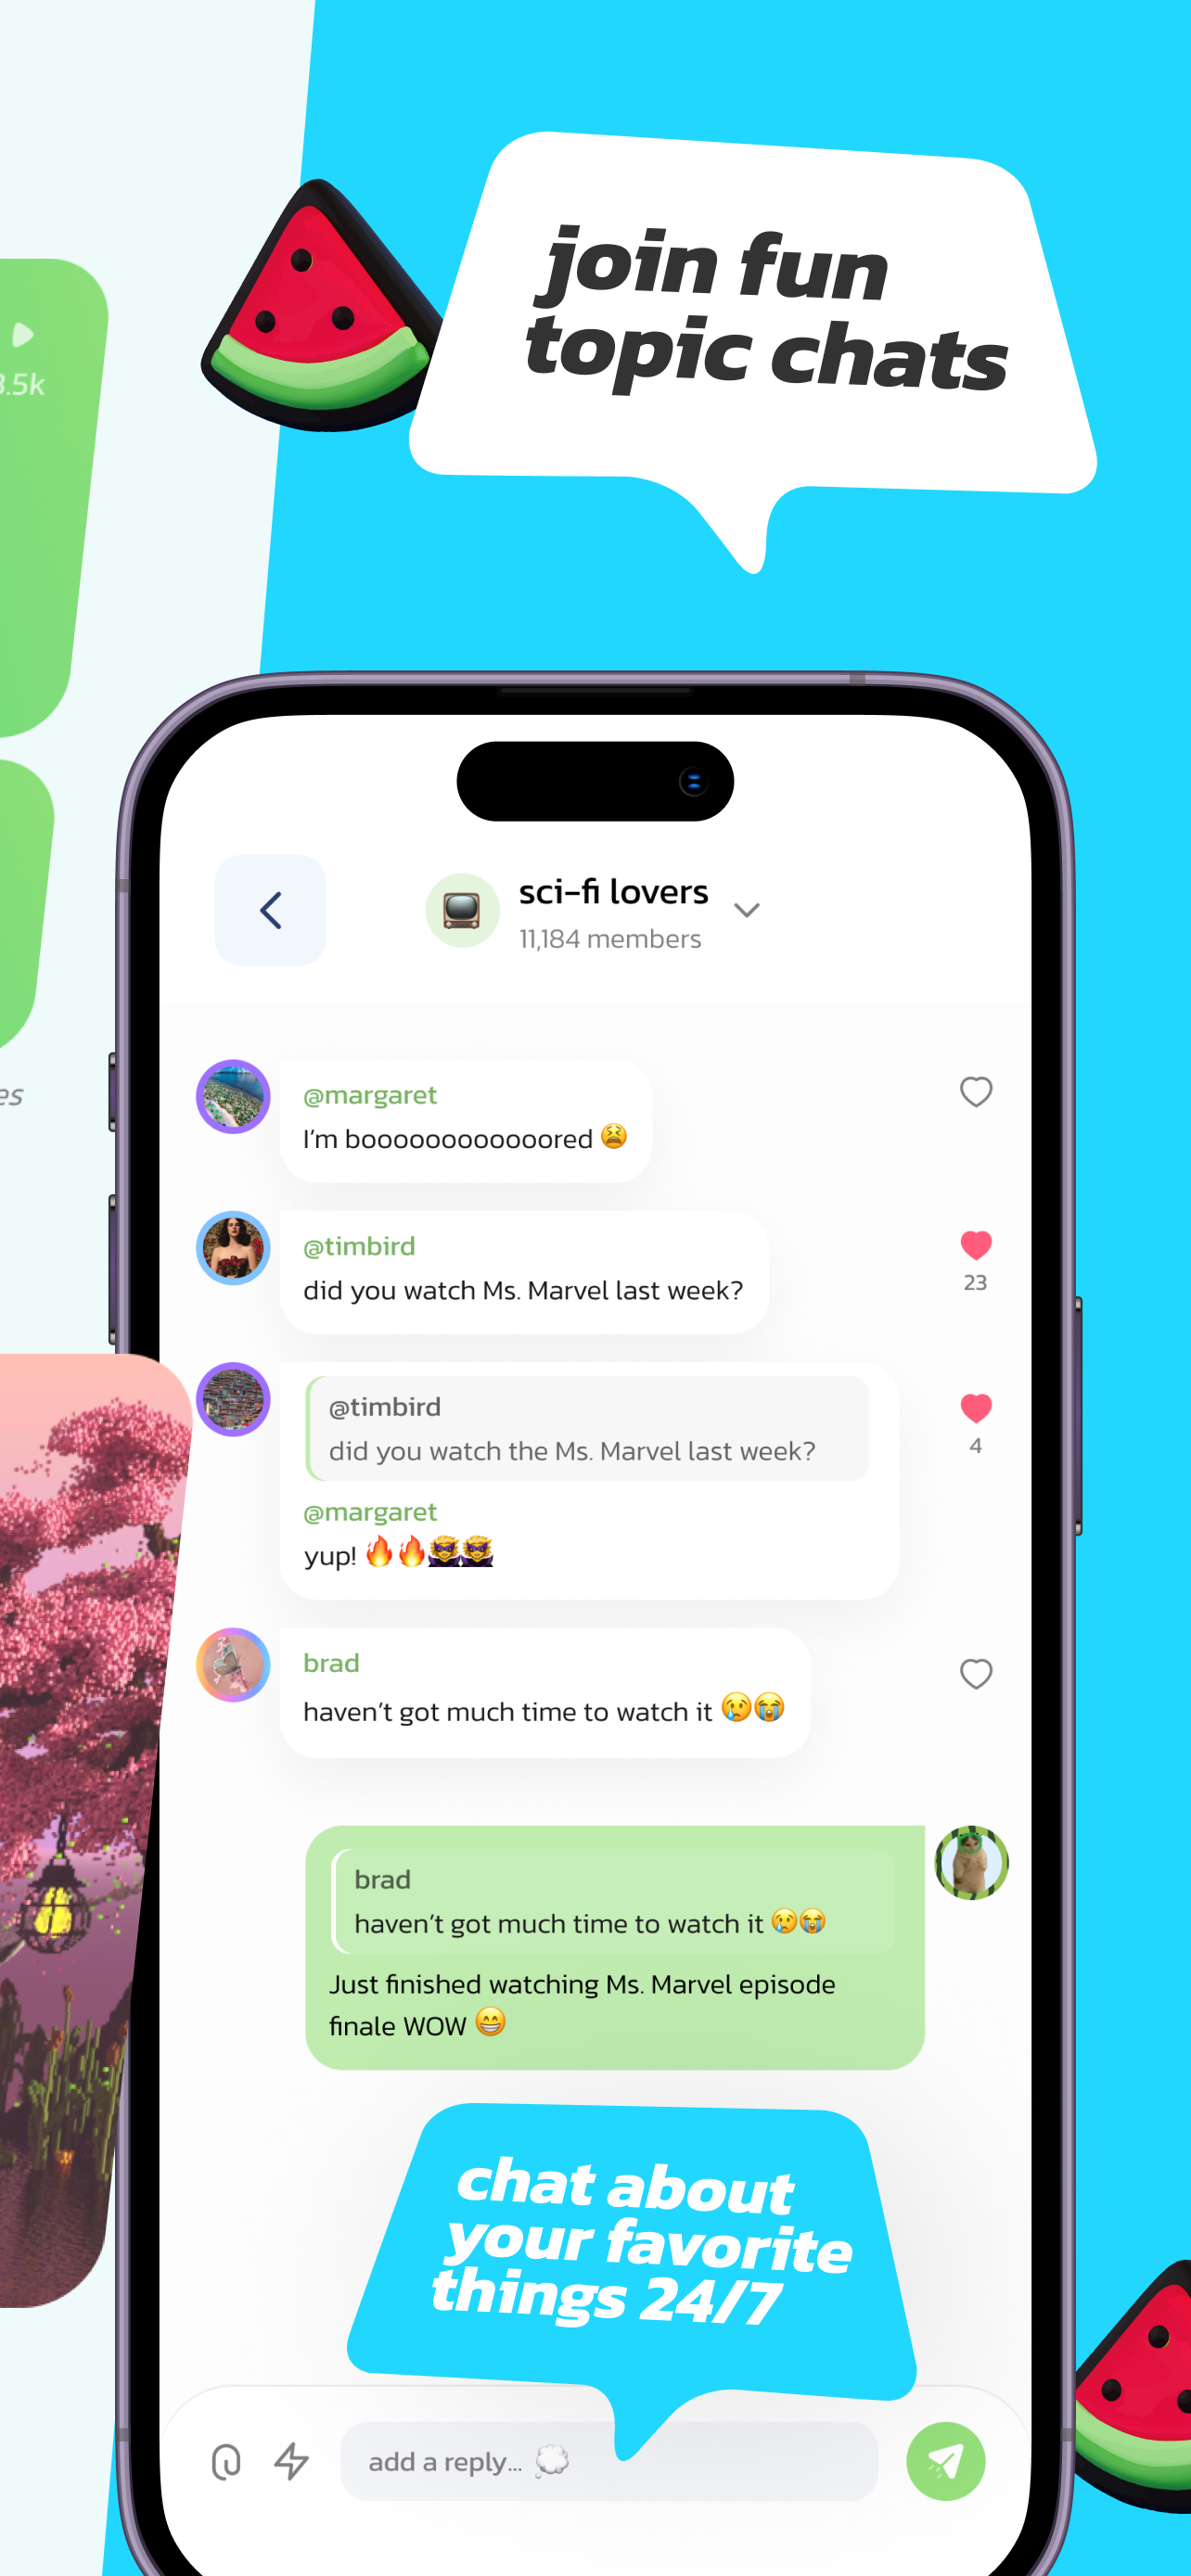 join fun
topic chats
3.5k
sci-fi lovers
11,184 members
@margaret
I'm boooooooooooored 😫
@timbird
did you watch Ms. Marvel last week?
23
@timbird
did you watch the Ms. Marvel last week?
4
@margaret
yup! 🔥🔥🦹🦹
brad
haven't got much time to watch it 😢😭
brad
haven't got much time to watch it 😢😭
Just finished watching Ms. Marvel episode
finale WOW 😁
chat about
your favorite
things 24/7
add a reply... 💭